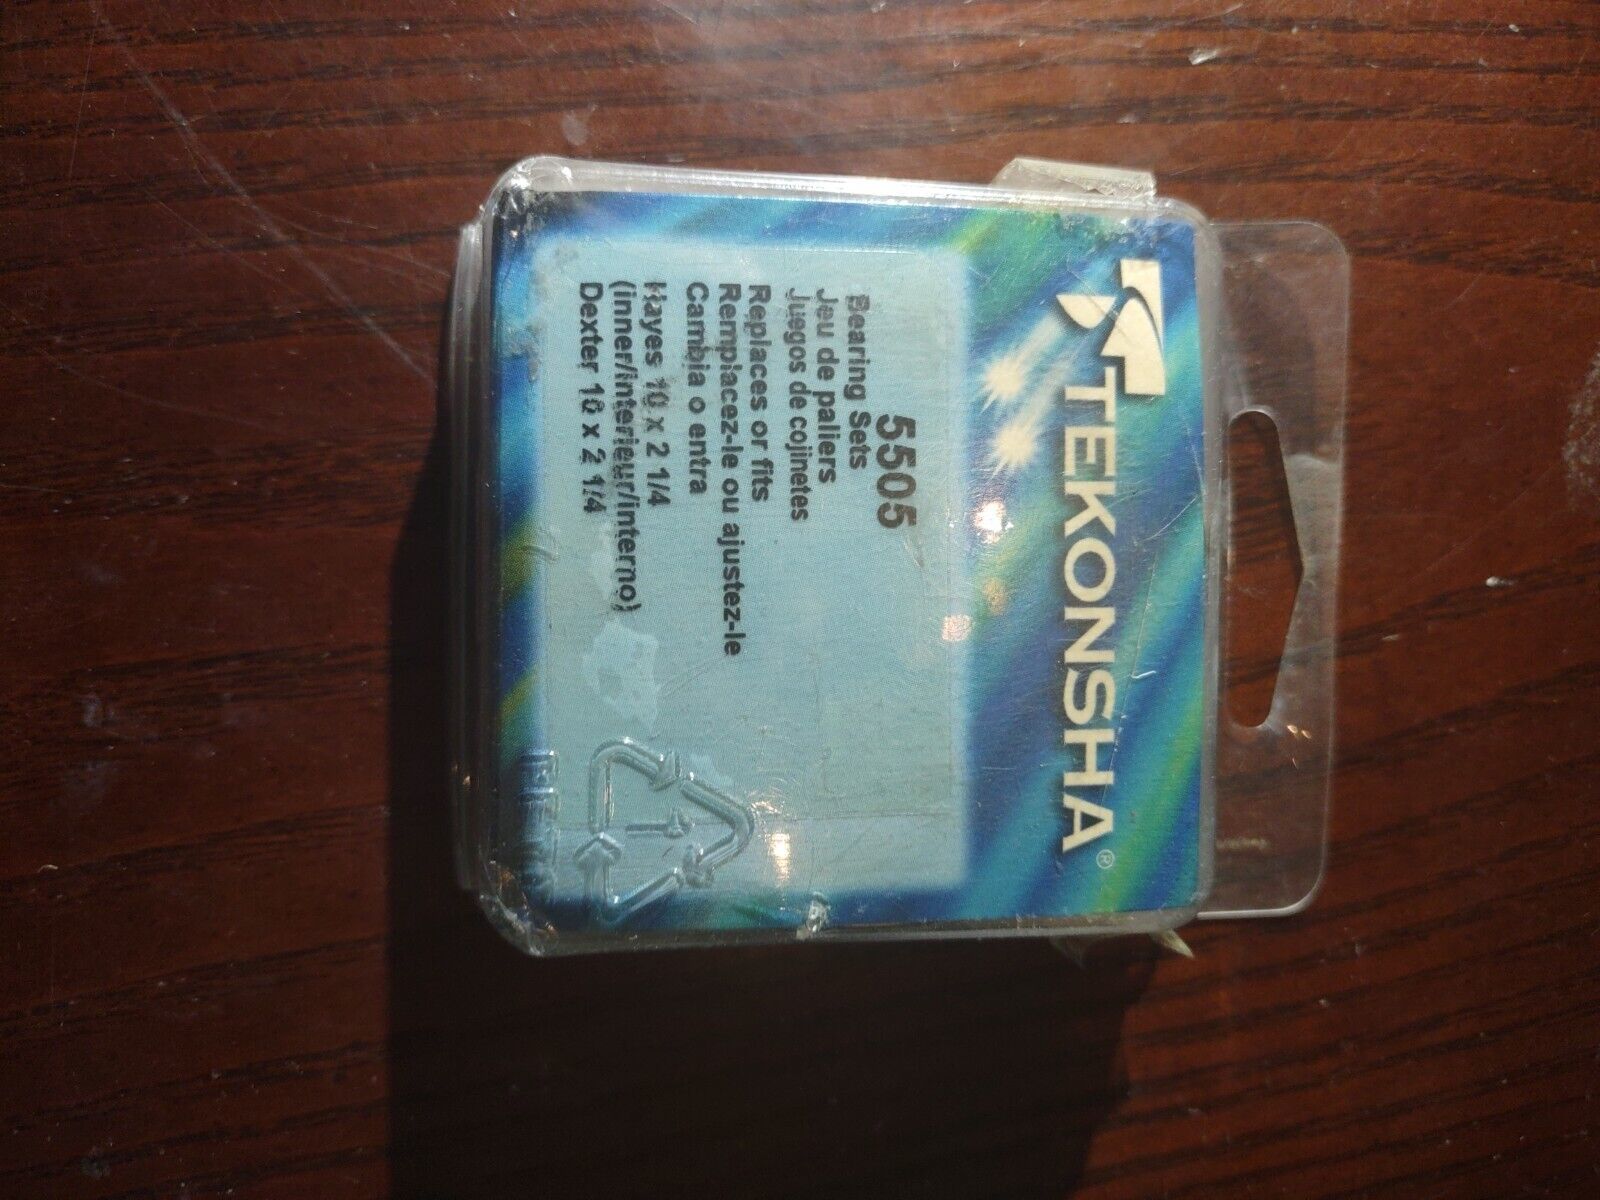 TEKONSHA®
5505
Bearing Sets
Jeu de paliers
Juegos de cojinetes
Replaces or fits
Remplacez-le ou ajustez-le
Cambia o entra
Hayes 10 x 2 1/4
(inner/interieur/interno)
Dexter 10 x 2 1/4
1